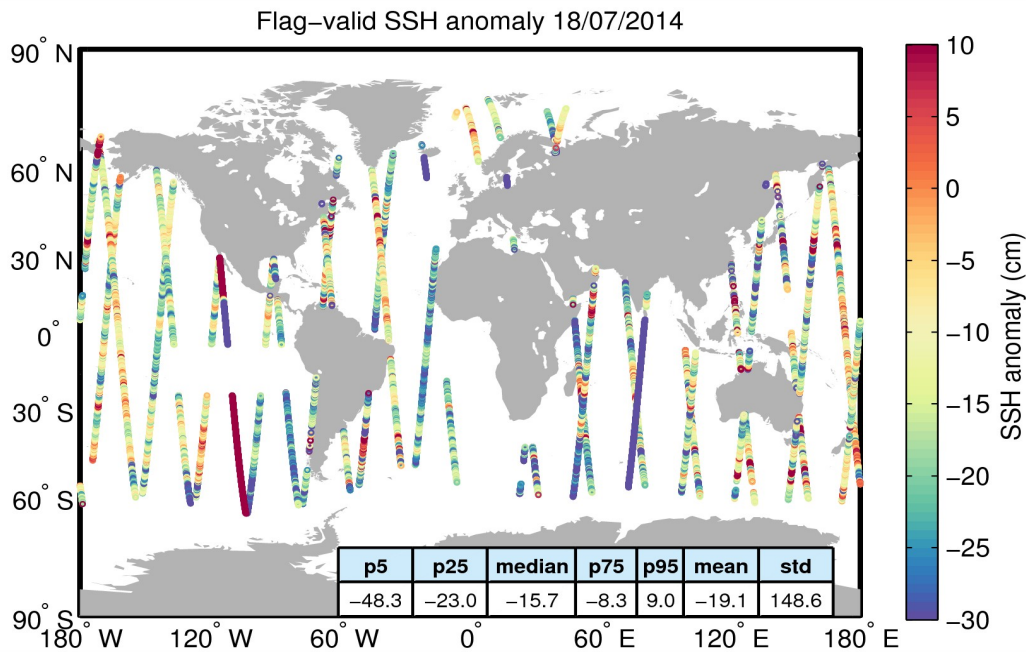 Flag−valid SSH anomaly 18/07/2014
90° N
60° N
30° N
0°
30° S
60° S
90° S
180° W
120° W
60° W
0°
60° E
120° E
180° E
p5 p25 median p75 p95 mean std
−48.3 −23.0 −15.7 −8.3 9.0 −19.1 148.6
10
5
0
−5
−10
−15
−20
−25
−30
SSH anomaly (cm)